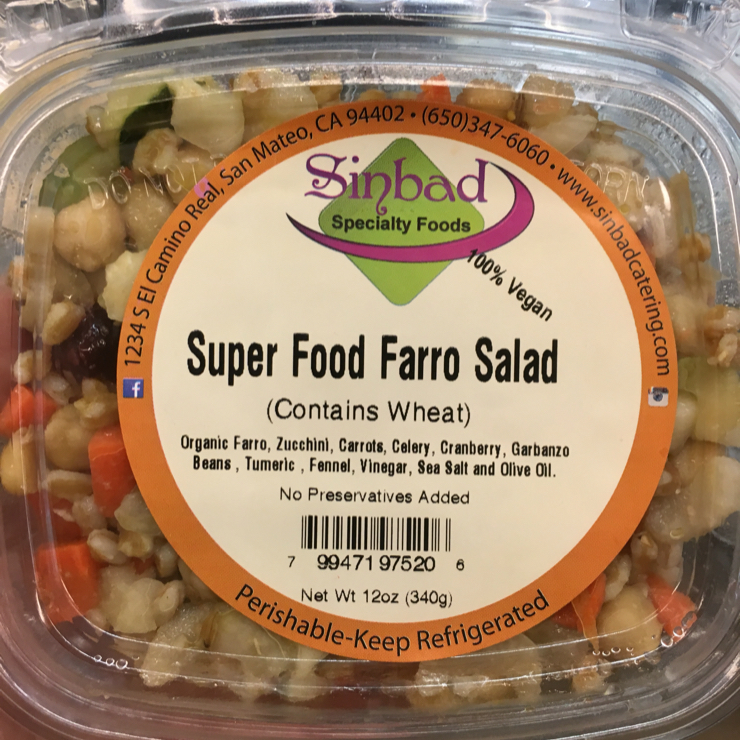 1234 S El Camino Real, San Mateo, CA 94402 • (650)347-6060 • www.sinbadcatering.com
Sinbad
Specialty Foods
100% Vegan
Super Food Farro Salad
(Contains Wheat)
Organic Farro, Zucchini, Carrots, Celery, Cranberry, Garbanzo
Beans , Tumeric , Fennel, Vinegar, Sea Salt and Olive Oil.
No Preservatives Added
7 99471 97520 6
Net Wt 12oz (340g)
Perishable-Keep Refrigerated
DO NOT